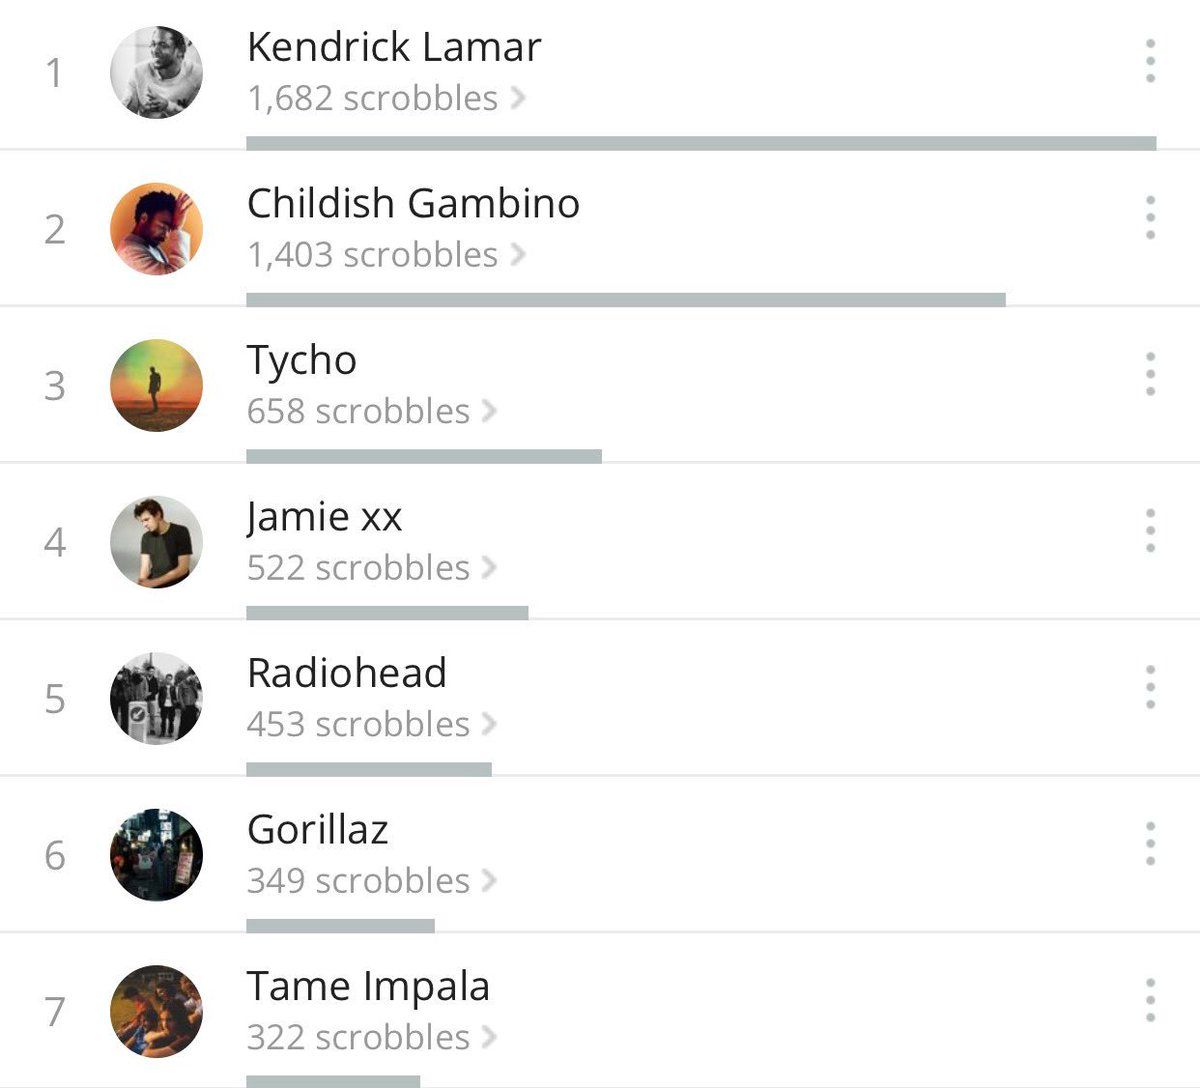 1
Kendrick Lamar
1,682 scrobbles
2
Childish Gambino
1,403 scrobbles
3
Tycho
658 scrobbles
4
Jamie xx
522 scrobbles
5
Radiohead
453 scrobbles
6
Gorillaz
349 scrobbles
7
Tame Impala
322 scrobbles